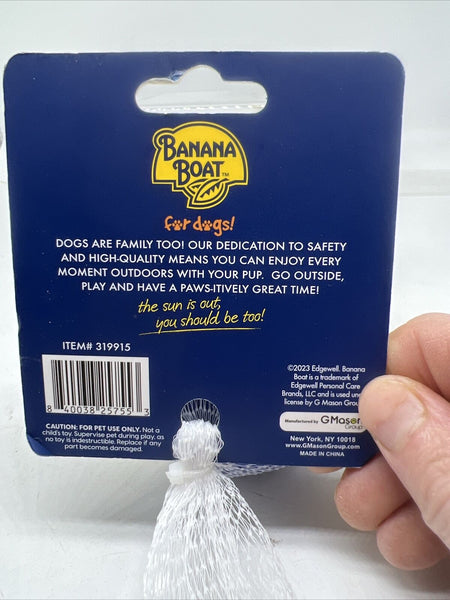 BANANA
BOAT™
for dogs!
DOGS ARE FAMILY TOO! OUR DEDICATION TO SAFETY
AND HIGH-QUALITY MEANS YOU CAN ENJOY EVERY
MOMENT OUTDOORS WITH YOUR PUP. GO OUTSIDE,
PLAY AND HAVE A PAWS-ITIVELY GREAT TIME!
the sun is out,
you should be too!
ITEM# 319915
8 40038 25755 3
CAUTION: FOR PET USE ONLY. Not a
child's toy. Supervise pet during play, as
no toy is indestructible. Replace if any
part becomes damaged.
©2023 Edgewell. Banana
Boat is a trademark of
Edgewell Personal Care
Brands, LLC and is used
license by G Mason
Manufactured by GMason
Group
New York, NY 10018
www.GMasonGroup.com
MADE IN CHINA